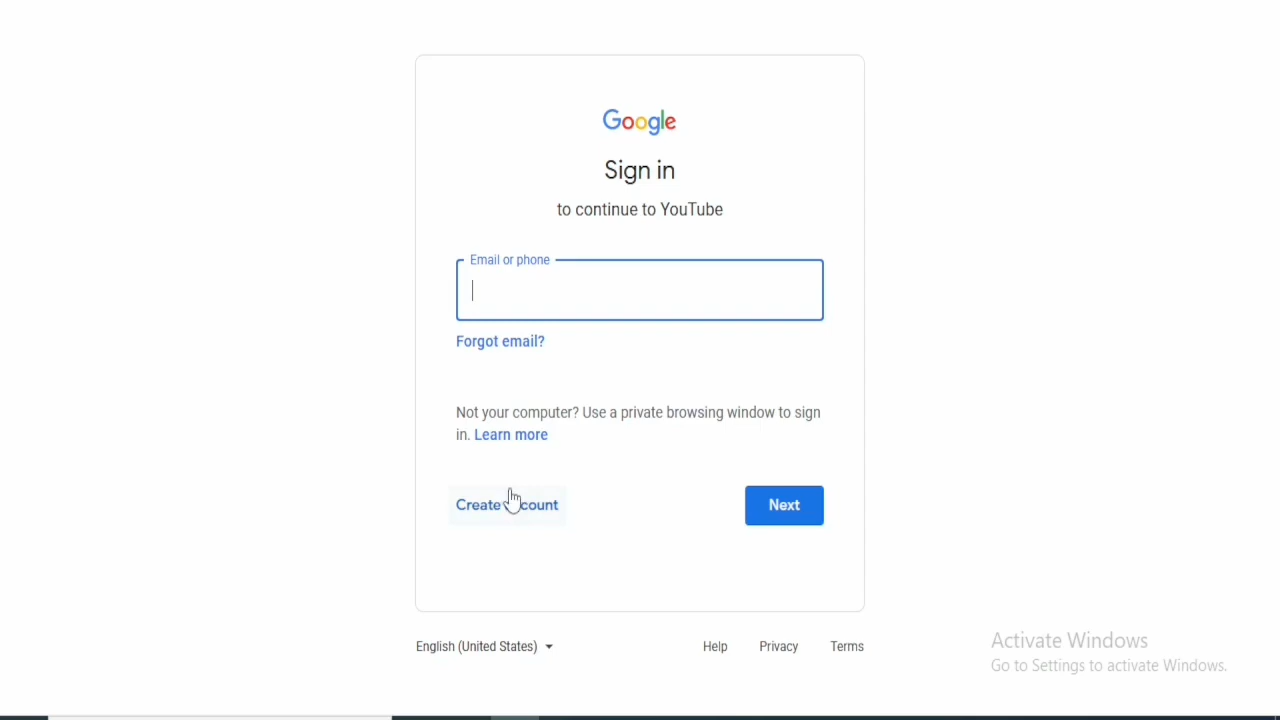 Google
Sign in
to continue to YouTube
Email or phone
Forgot email?
Not your computer? Use a private browsing window to sign
in. Learn more
Create count
Next
English (United States)
Help
Privacy
Terms
Activate Windows
Go to Settings to activate Windows.